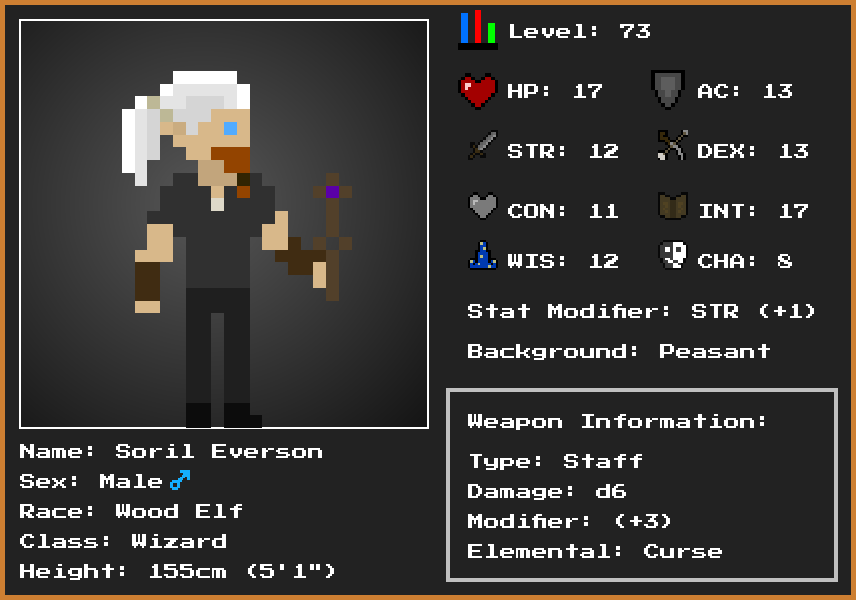 Level: 73
HP: 17 AC: 13
STR: 12 DEX: 13
CON: 11 INT: 17
WIS: 12 CHA: 8
Stat Modifier: STR (+1)
Background: Peasant
Weapon Information:
Type: Staff
Damage: d6
Modifier: (+3)
Elemental: Curse
Name: Soril Everson
Sex: Male♂
Race: Wood Elf
Class: Wizard
Height: 155cm (5'1")